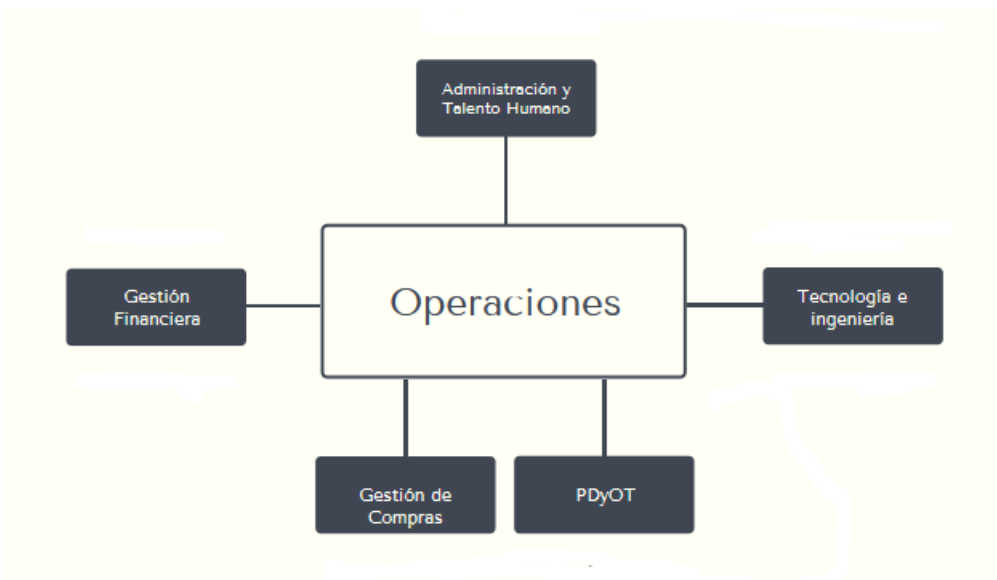 Administración y
Talento Humano
Operaciones
Gestión
Financiera
Tecnología e
ingeniería
Gestión de
Compras
PDyOT